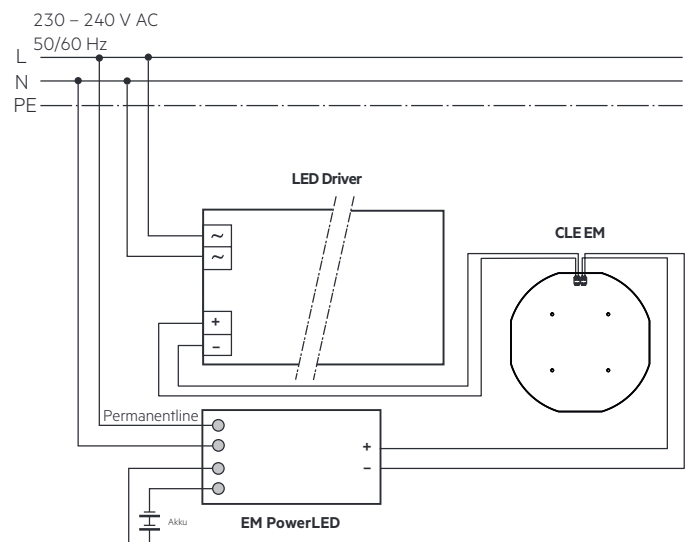 230 – 240 V AC
50/60 Hz
L
N
PE
LED Driver
CLE EM
~
~
+
–
Permanentline
+
–
Akku
EM PowerLED